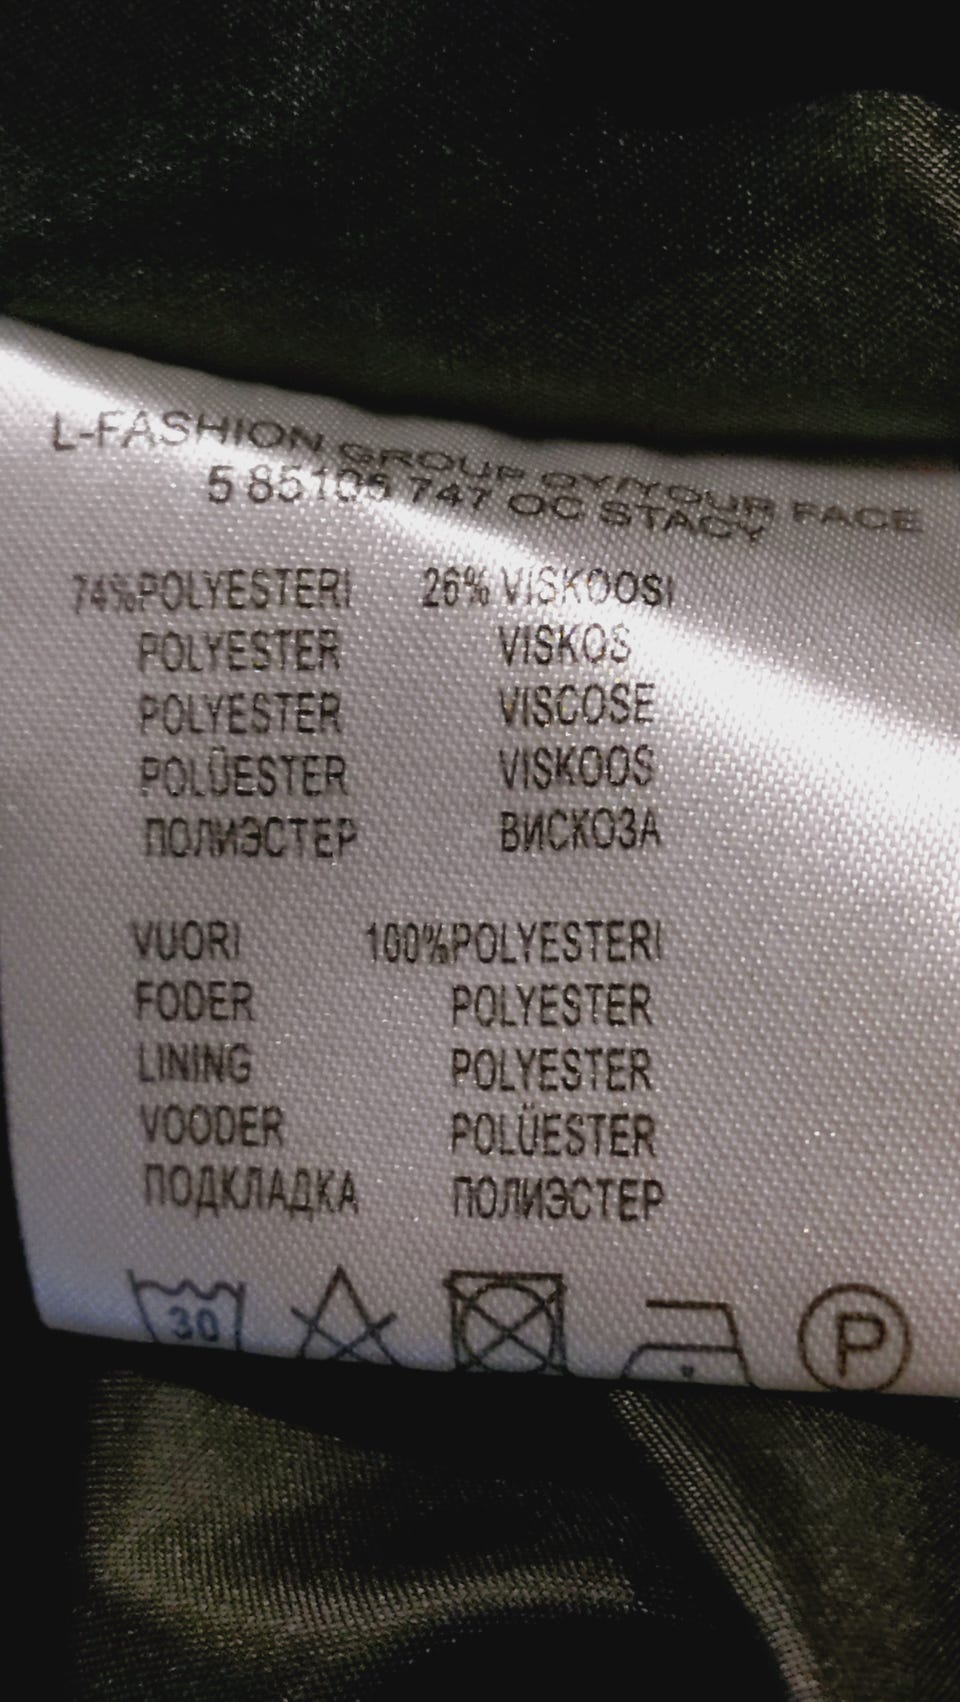 L-FASHION GROUP OY/YOUR FACE
5 85106 747 OC STACY
74%POLYESTERI 26% VISKOOSI
POLYESTER VISKOS
POLYESTER VISCOSE
POLÜESTER VISKOOS
ПОЛИЭСТЕР ВИСКОЗА
VUORI 100%POLYESTERI
FODER POLYESTER
LINING POLYESTER
VOODER POLÜESTER
ПОДКЛАДКА ПОЛИЭСТЕР
30 P